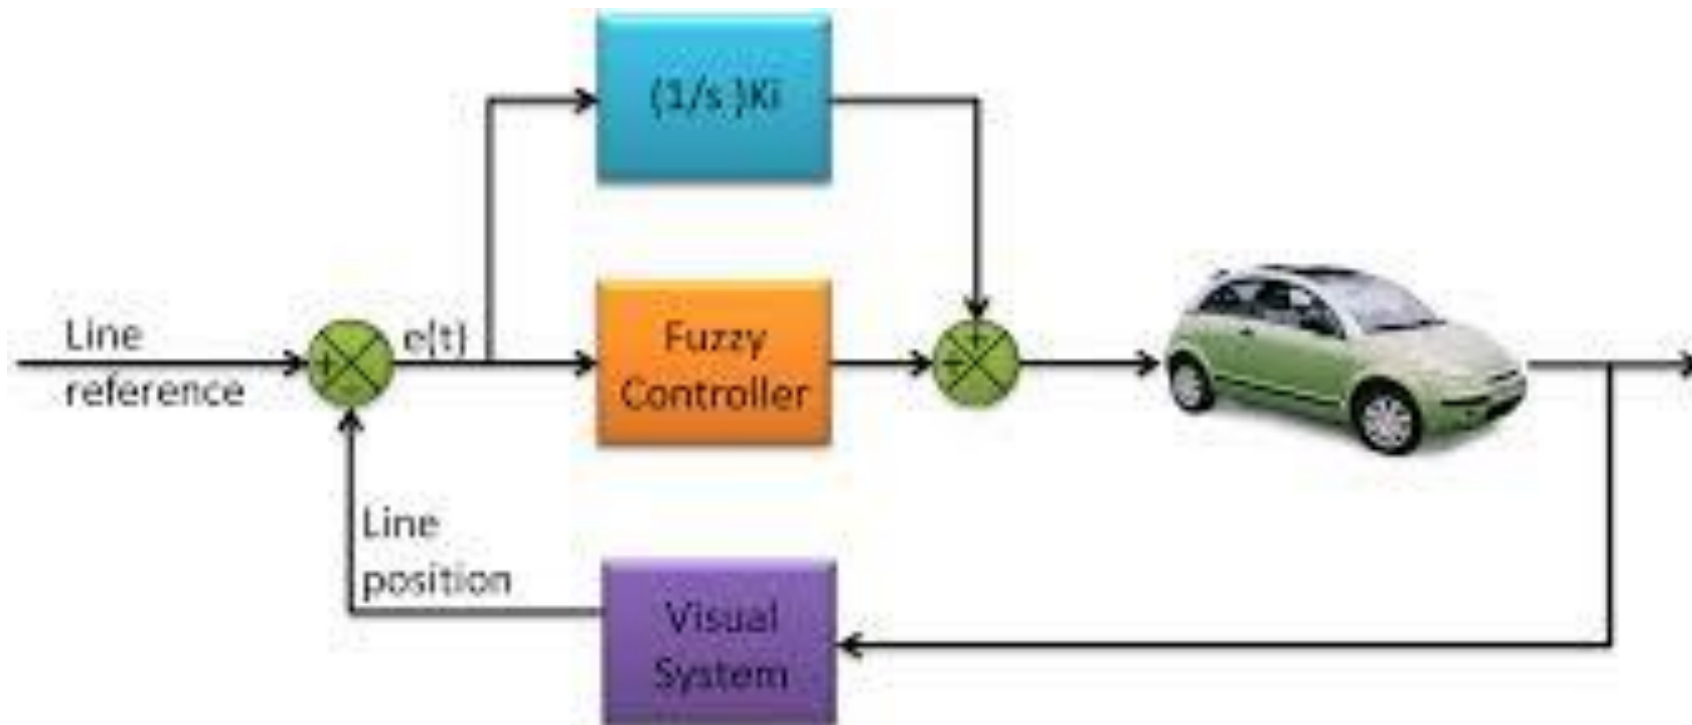 (1/s )Ki
Line
reference
+
-
e(t)
Fuzzy
Controller
+
+
Line
position
Visual
System